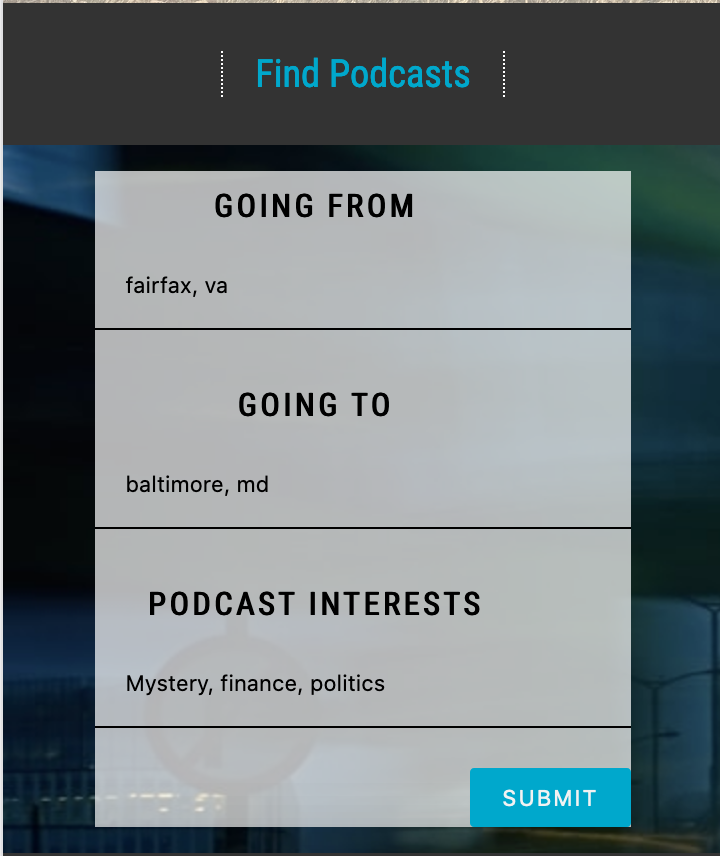 Find Podcasts
GOING FROM
fairfax, va
GOING TO
baltimore, md
PODCAST INTERESTS
Mystery, finance, politics
SUBMIT